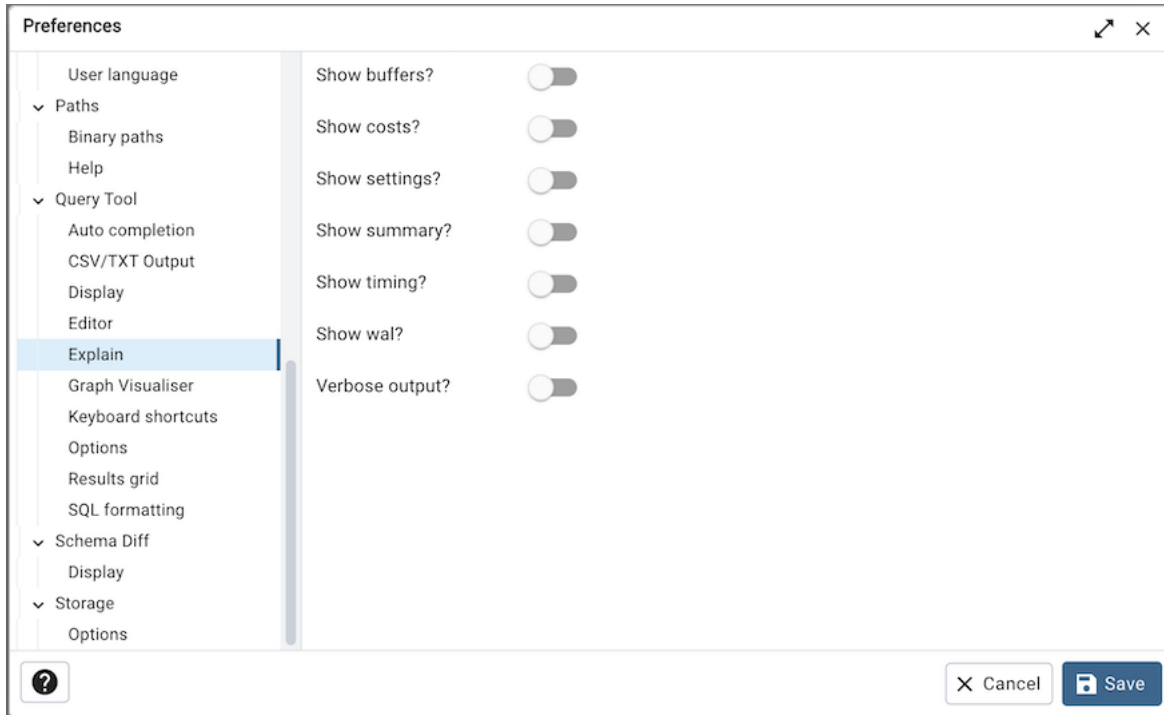 Preferences
User language
Paths
Binary paths
Help
Query Tool
Auto completion
CSV/TXT Output
Display
Editor
Explain
Graph Visualiser
Keyboard shortcuts
Options
Results grid
SQL formatting
Schema Diff
Display
Storage
Options
Show buffers?
Show costs?
Show settings?
Show summary?
Show timing?
Show wal?
Verbose output?
?
Cancel
Save